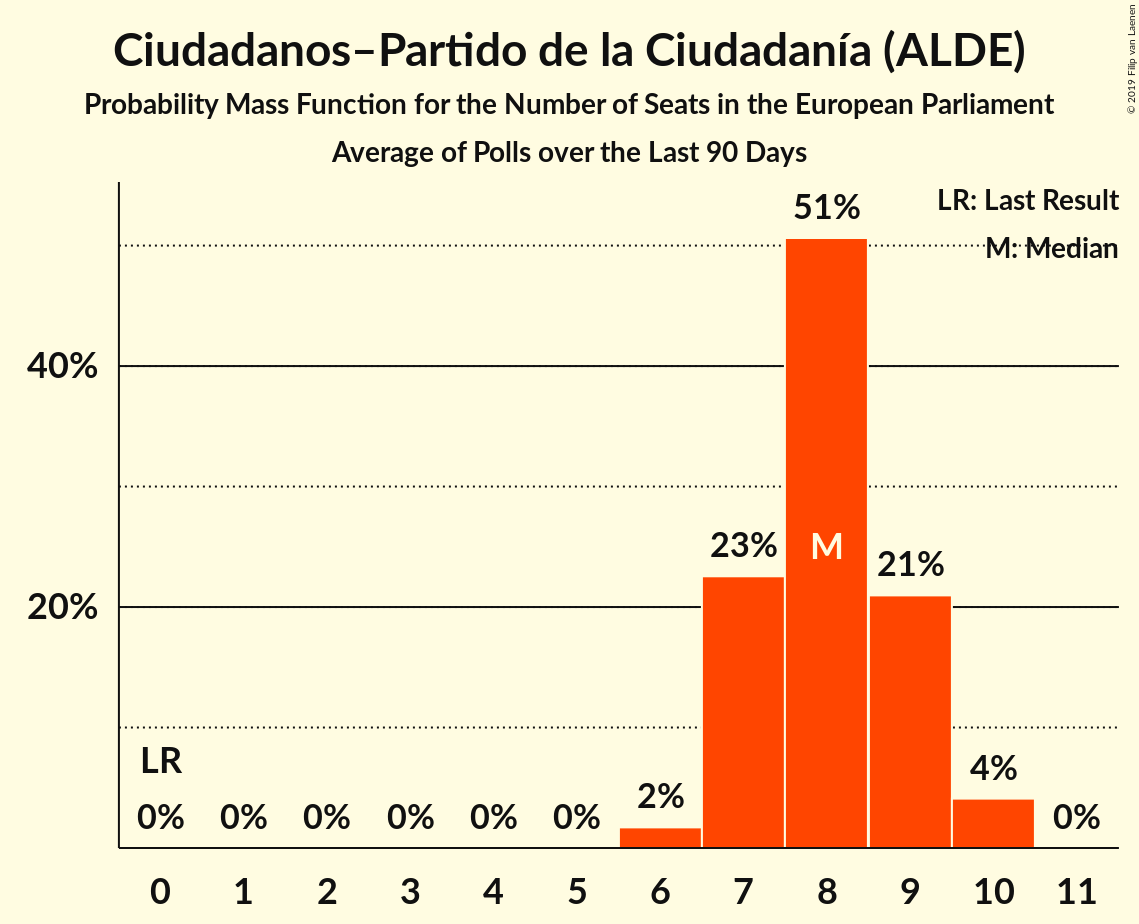 Ciudadanos–Partido de la Ciudadanía (ALDE)
Probability Mass Function for the Number of Seats in the European Parliament
Average of Polls over the Last 90 Days
© 2019 Filip van Laenen
LR: Last Result
M: Median
51%
40%
23%
M
21%
20%
LR
0%
0%
0%
0%
0%
0%
2%
4%
0%
0 1 2 3 4 5 6 7 8 9 10 11